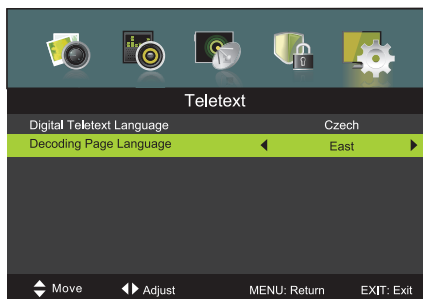 Teletext
Digital Teletext Language Czech
Decoding Page Language East
Move Adjust MENU: Return EXIT: Exit